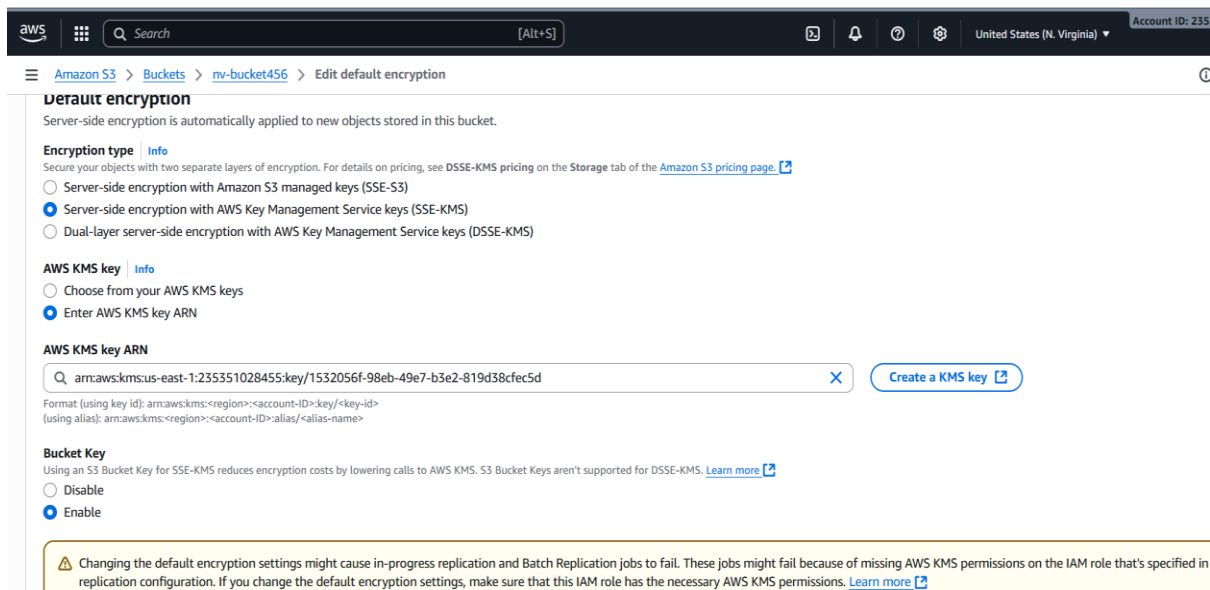 aws
Search [Alt+S]
United States (N. Virginia)
Account ID: 235
Amazon S3 > Buckets > nv-bucket456 > Edit default encryption
Default encryption
Server-side encryption is automatically applied to new objects stored in this bucket.
Encryption type Info
Secure your objects with two separate layers of encryption. For details on pricing, see DSSE-KMS pricing on the Storage tab of the Amazon S3 pricing page.
Server-side encryption with Amazon S3 managed keys (SSE-S3)
Server-side encryption with AWS Key Management Service keys (SSE-KMS)
Dual-layer server-side encryption with AWS Key Management Service keys (DSSE-KMS)
AWS KMS key Info
Choose from your AWS KMS keys
Enter AWS KMS key ARN
AWS KMS key ARN
arn:aws:kms:us-east-1:235351028455:key/1532056f-98eb-49e7-b3e2-819d38cfec5d
Create a KMS key
Format (using key id): arn:aws:kms:<region>:<account-ID>:key/<key-id>
(using alias): arn:aws:kms:<region>:<account-ID>:alias/<alias-name>
Bucket Key
Using an S3 Bucket Key for SSE-KMS reduces encryption costs by lowering calls to AWS KMS. S3 Bucket Keys aren't supported for DSSE-KMS. Learn more
Disable
Enable
Changing the default encryption settings might cause in-progress replication and Batch Replication jobs to fail. These jobs might fail because of missing AWS KMS permissions on the IAM role that's specified in
replication configuration. If you change the default encryption settings, make sure that this IAM role has the necessary AWS KMS permissions. Learn more